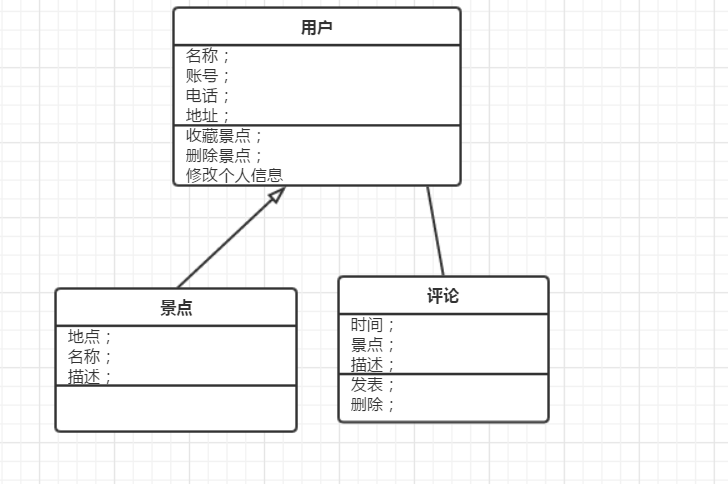 用户
名称；
账号；
电话；
地址；
收藏景点；
删除景点；
修改个人信息
景点
地点；
名称；
描述；
评论
时间；
景点；
描述；
发表；
删除；